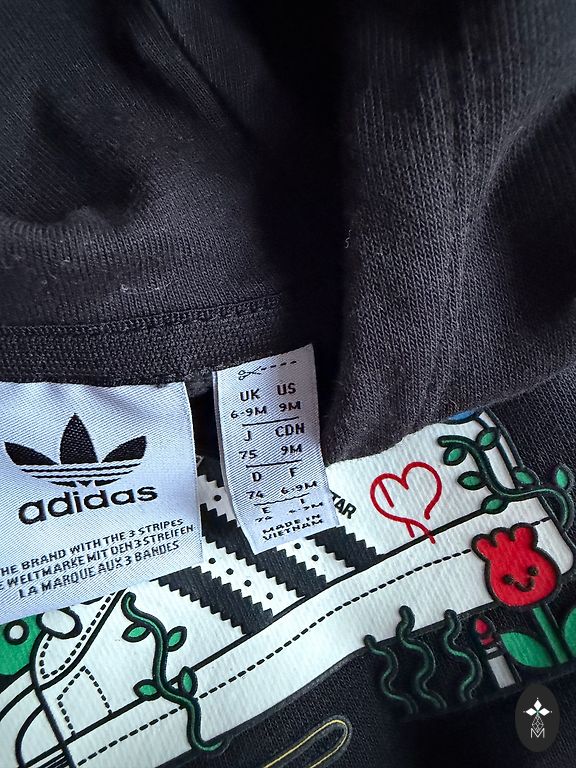 adidas
THE BRAND WITH THE 3 STRIPES
WELTMARKE MIT DEN 3 STREIFEN
LA MARQUE AUX 3 BANDES
UK US
6-9M 9M
J CDN
75 9M
D F
74 6-9M
E I
MADE IN
VIETNAM
TAR
M